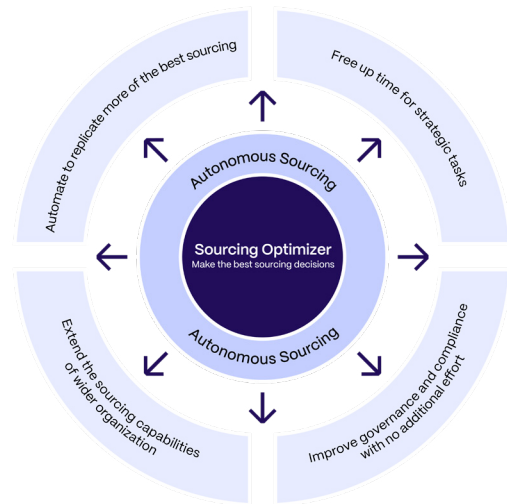 Automate to replicate more of the best sourcing
Free up time for strategic tasks
Autonomous Sourcing
Sourcing Optimizer
Make the best sourcing decisions
Autonomous Sourcing
Extend the sourcing capabilities
of wider organization
Improve governance and compliance
with no additional effort